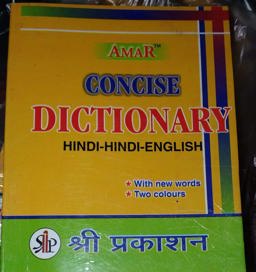 AMAR™
CONCISE
DICTIONARY
HINDI-HINDI-ENGLISH
★ With new words
★ Two colours
श्री प्रकाशन